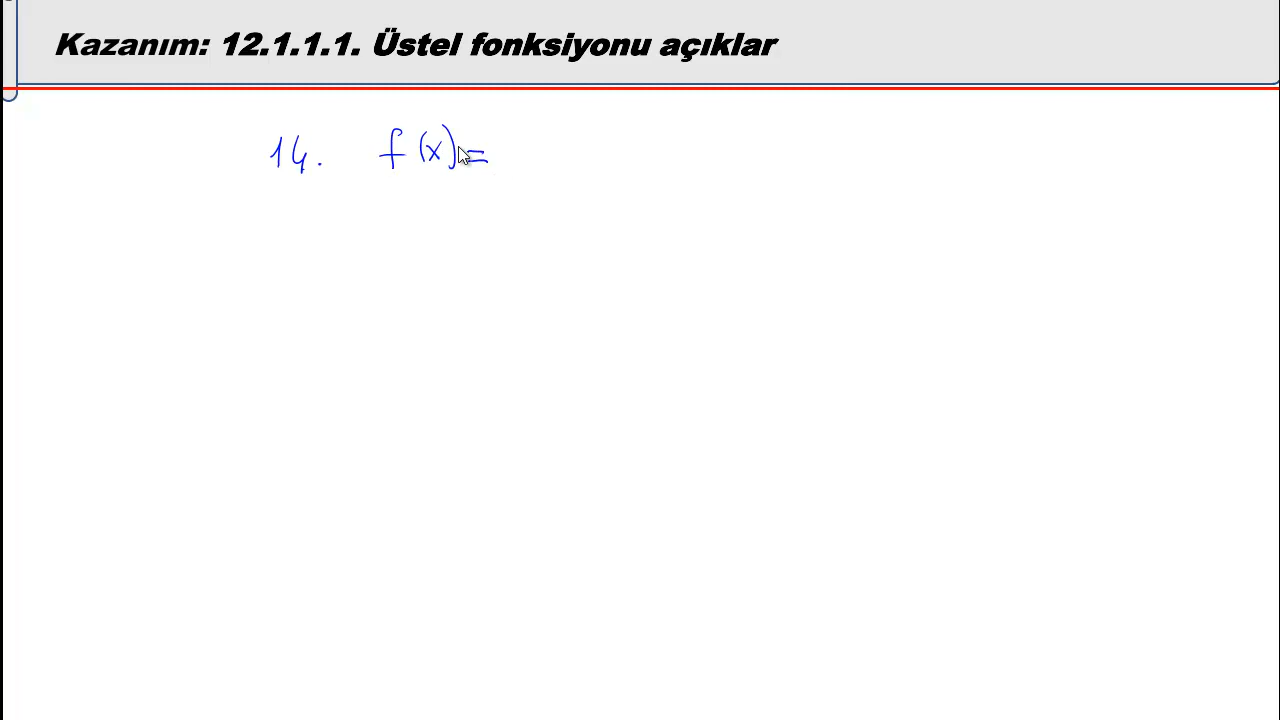 Kazanım: 12.1.1.1. Üstel fonksiyonu açıklar
14. f(x)=